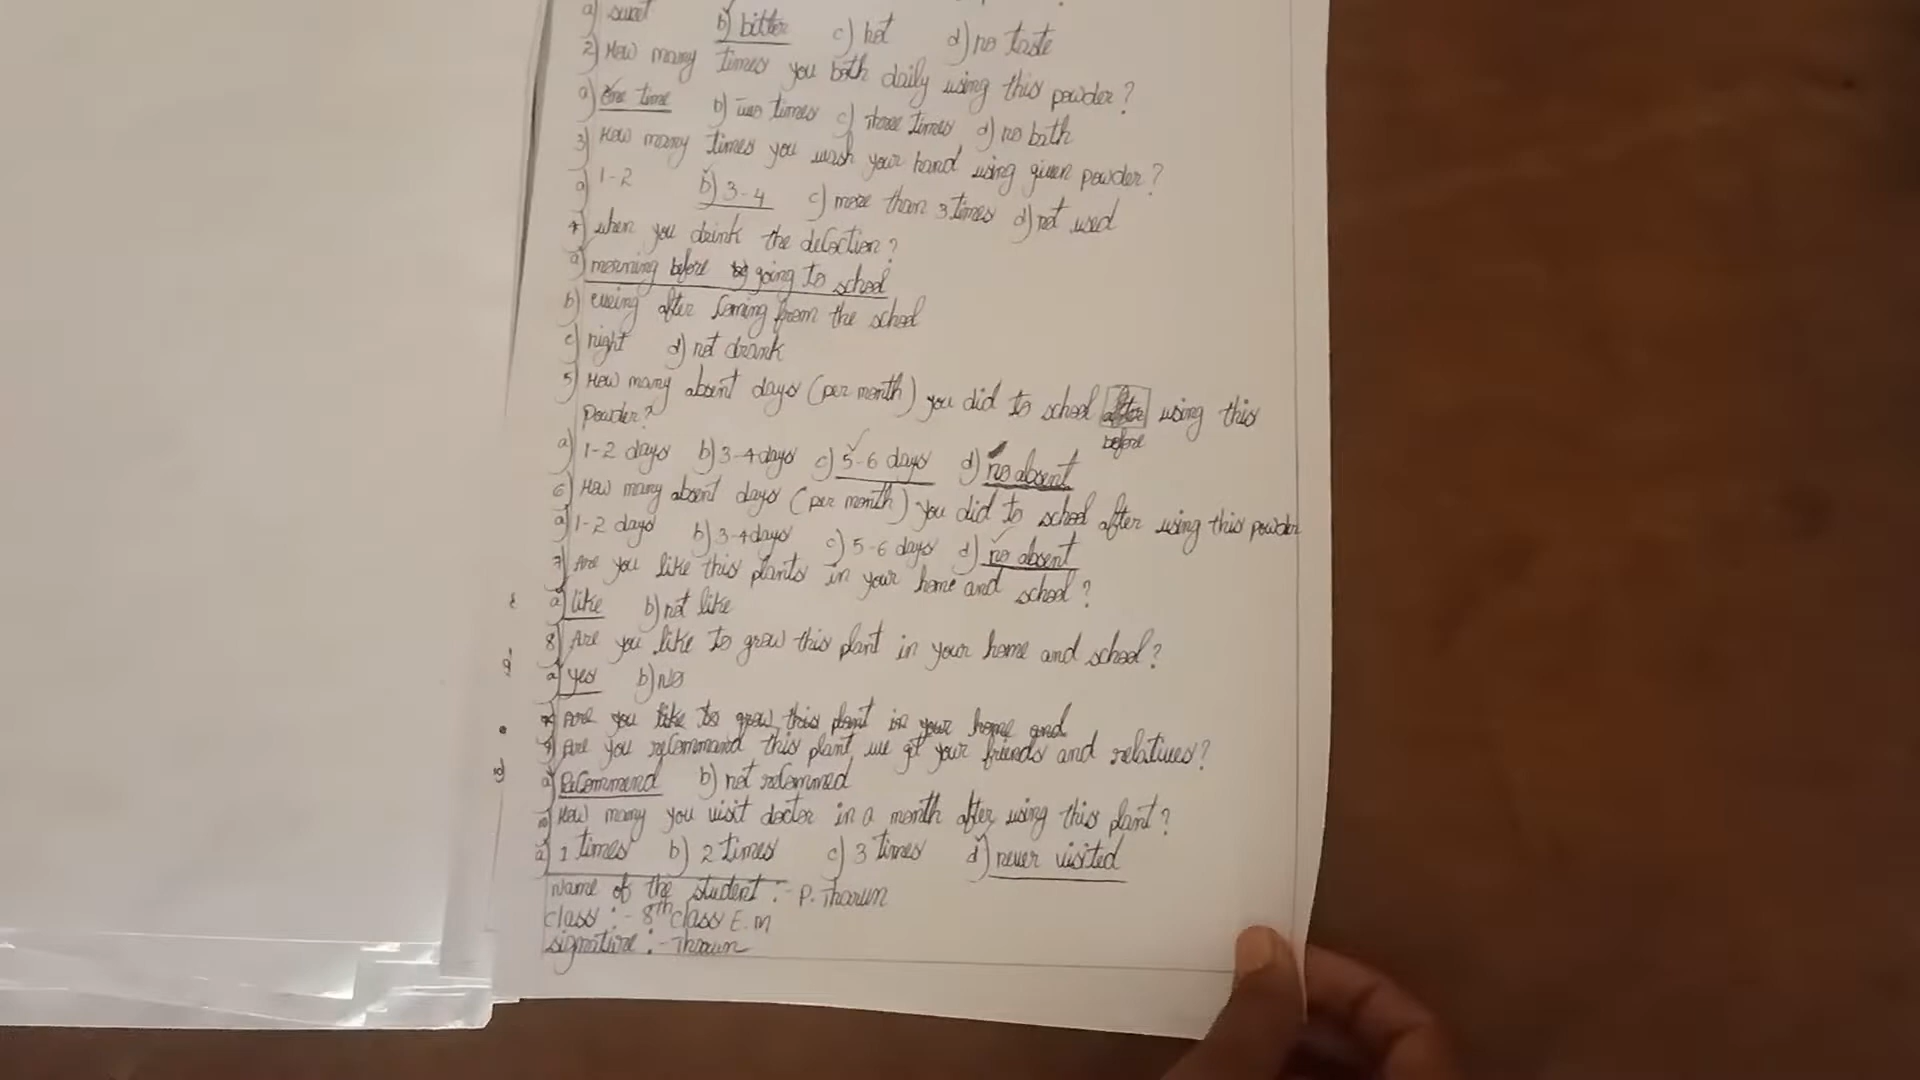 a) sweet b) bitter c) hot d) no taste
2) How many times you bath daily using this powder?
a) one time b) two times c) three times d) no bath
3) How many times you wash your hand using given powder?
a) 1-2 b) 3-4 c) more than 3 times d) not used
4) when you drink the decoction?
a) morning before going to school
b) eveing after coming from the school
c) night d) not drank
5) How many absent days (per month) you did to school using this
before
powder?
a) 1-2 days b) 3-4 days c) 5-6 days d) no absent
6) How many absent days (per month) you did to school after using this powder
a) 1-2 days b) 3-4 days c) 5-6 days d) no absent
7) Are you like this plants in your home and school?
a) like b) not like
8) Are you like to grow this plant in your home and school?
a) yes b) No
Are you like to grow this plant in your home and
9) Are you recommand this plant we get your friends and relatives?
a) Recommend b) not recommed
10) How many you visit doctor in a month after using this plant?
a) 1 times b) 2 times c) 3 times d) never visited
Name of the student :- P. Tharun
class :- 8th class E.M
signature :- Tharun